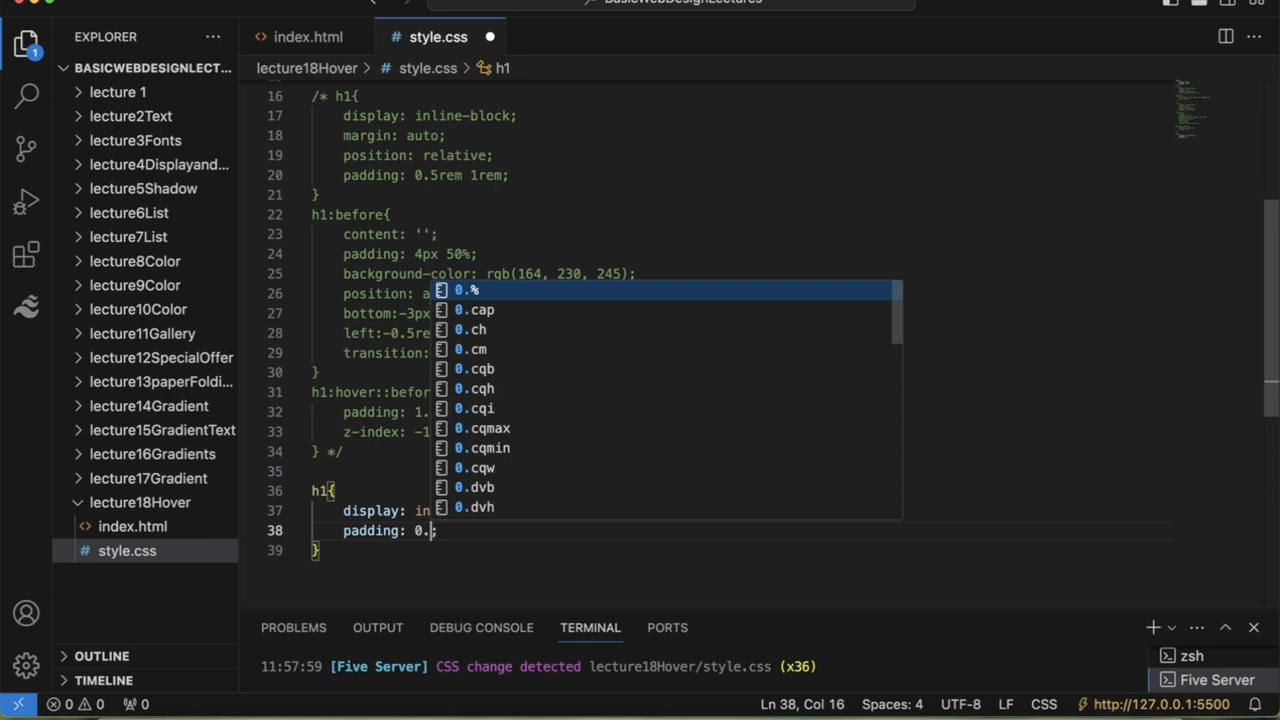 BasicWebDesignLectures
EXPLORER
index.html
# style.css
1
BASICWEBDESIGNLECT...
lecture18Hover > # style.css > h1
lecture 1
lecture2Text
lecture3Fonts
lecture4Displayand...
lecture5Shadow
lecture6List
lecture7List
lecture8Color
lecture9Color
lecture10Color
lecture11Gallery
lecture12SpecialOffer
lecture13paperFoldi...
lecture14Gradient
lecture15GradientText
lecture16Gradients
lecture17Gradient
lecture18Hover
index.html
# style.css
OUTLINE
TIMELINE
16 /* h1{
17 display: inline-block;
18 margin: auto;
19 position: relative;
20 padding: 0.5rem 1rem;
21 }
22 h1:before{
23 content: '';
24 padding: 4px 50%;
25 background-color: rgb(164, 230, 245);
26 position: a
27 bottom:-3px
28 left:-0.5re
29 transition:
30 }
31 h1:hover::befor
32 padding: 1.
33 z-index: -1
34 } */
35
36 h1{
37 display: in
38 padding: 0.;
39 }
0.%
0.cap
0.ch
0.cm
0.cqb
0.cqh
0.cqi
0.cqmax
0.cqmin
0.cqw
0.dvb
0.dvh
PROBLEMS OUTPUT DEBUG CONSOLE TERMINAL PORTS
11:57:59 [Five Server] CSS change detected lecture18Hover/style.css (x36)
zsh
Five Server
0 0 0 Ln 38, Col 16 Spaces: 4 UTF-8 LF CSS http://127.0.0.1:5500